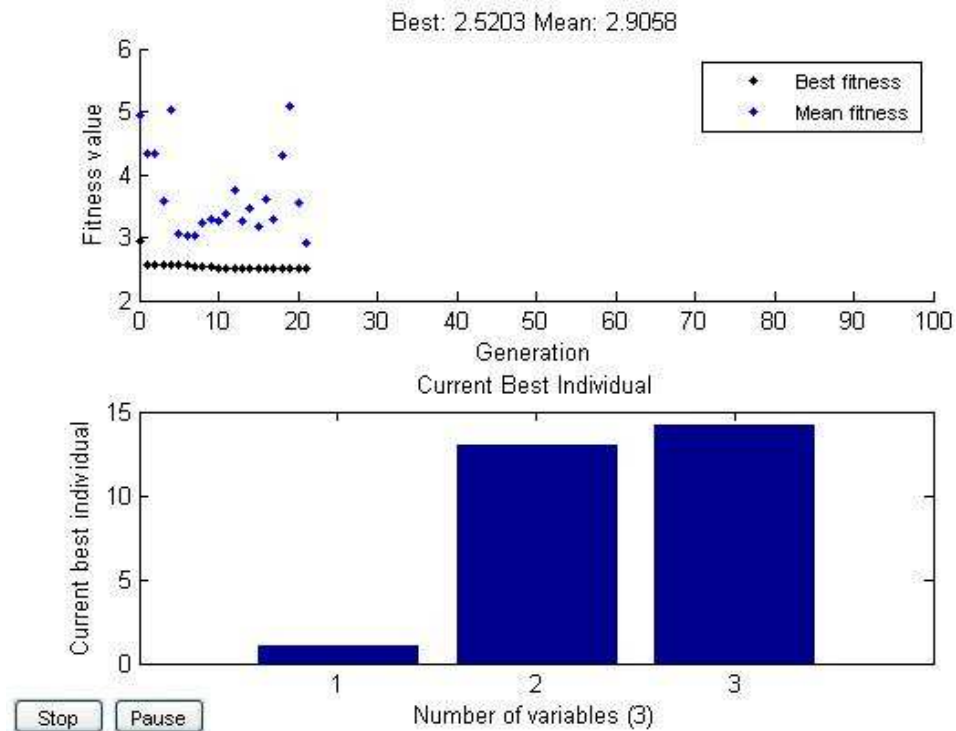 Best: 2.5203 Mean: 2.9058
6
5
4
3
2
Fitness value
Best fitness
Mean fitness
0 10 20 30 40 50 60 70 80 90 100
Generation
Current Best Individual
15
10
5
0
Current best individual
1 2 3
Number of variables (3)
Stop Pause